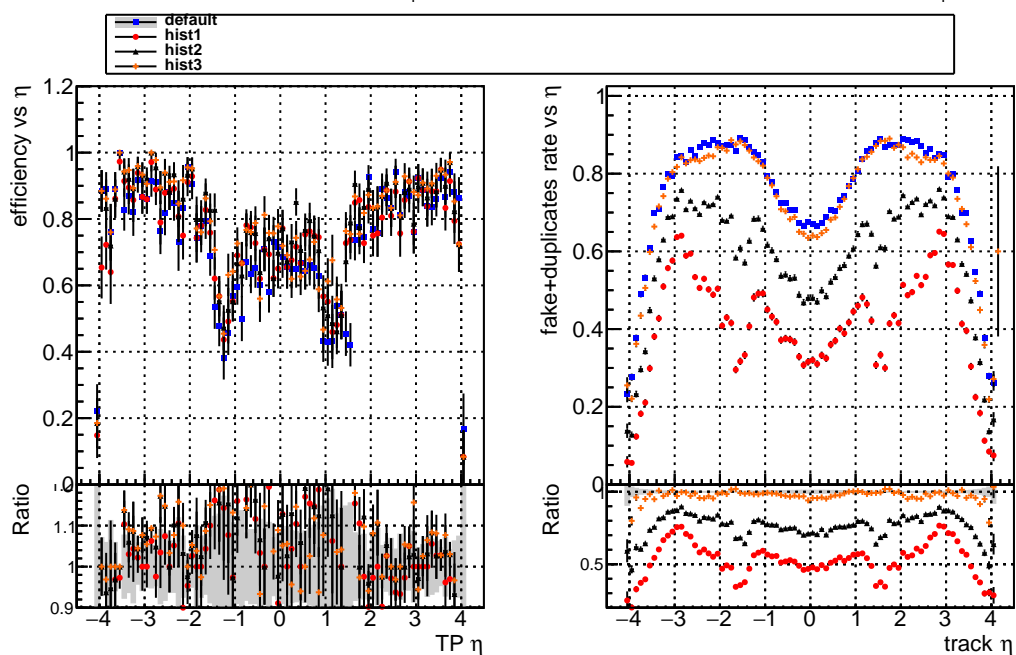 default
hist1
hist2
hist3
efficiency vs η
1.2
1
0.8
0.6
0.4
0.2
0
Ratio
1.1
1
0.9
−4 −3 −2 −1 0 1 2 3 4
TP η
fake+duplicates rate vs η
1
0.8
0.6
0.4
0.2
0
Ratio
0.5
−4 −3 −2 −1 0 1 2 3 4
track η